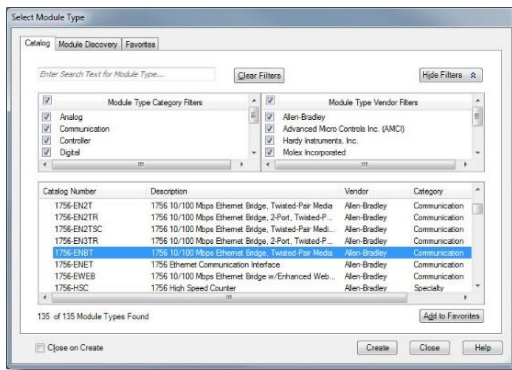 Select Module Type
Catalog Module Discovery Favorites
Enter Search Text for Module Type...
Clear Filters
Hide Filters
Module Type Category Filters
Module Type Vendor Filters
Analog
Allen-Bradley
Communication
Advanced Micro Controls Inc. (AMCI)
Controller
Hardy Instruments, Inc.
Digital
Molex Incorporated
Catalog Number Description Vendor Category
1756-EN2T 1756 10/100 Mbps Ethernet Bridge, Twisted-Pair Media Allen-Bradley Communication
1756-EN2TR 1756 10/100 Mbps Ethernet Bridge, 2-Port, Twisted-P... Allen-Bradley Communication
1756-EN2TSC 1756 10/100 Mbps Ethernet Bridge, Twisted-Pair Medi... Allen-Bradley Communication
1756-EN3TR 1756 10/100 Mbps Ethernet Bridge, 2-Port, Twisted-P... Allen-Bradley Communication
1756-ENBT 1756 10/100 Mbps Ethernet Bridge, Twisted-Pair Media Allen-Bradley Communication
1756-ENET 1756 Ethernet Communication Interface Allen-Bradley Communication
1756-EWEB 1756 10/100 Mbps Ethernet Bridge w/Enhanced Web... Allen-Bradley Communication
1756-HSC 1756 High Speed Counter Allen-Bradley Specialty
135 of 135 Module Types Found
Add to Favorites
Close on Create
Create Close Help